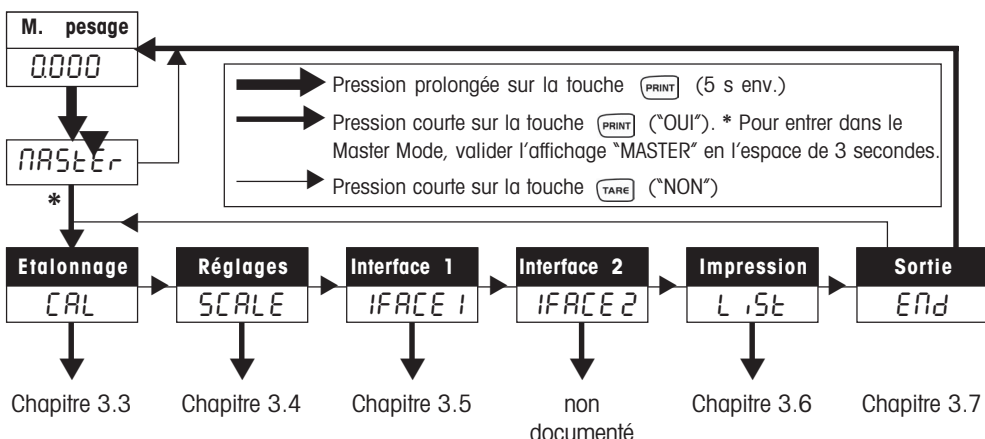 M. pesage
0.000
MAStEr
*
Pression prolongée sur la touche PRINT (5 s env.)
Pression courte sur la touche PRINT ("OUI"). * Pour entrer dans le
Master Mode, valider l'affichage "MASTER" en l'espace de 3 secondes.
Pression courte sur la touche TARE ("NON")
Etalonnage
CAL
Réglages
SCALE
Interface 1
IFACE 1
Interface 2
IFACE 2
Impression
LiSt
Sortie
ENd
Chapitre 3.3
Chapitre 3.4
Chapitre 3.5
non
documenté
Chapitre 3.6
Chapitre 3.7